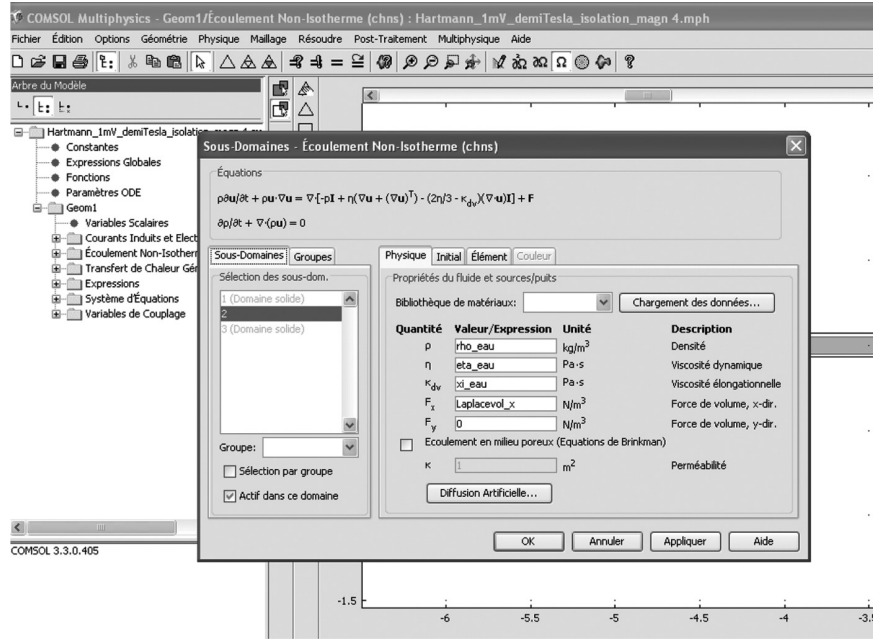 COMSOL Multiphysics - Geom1/Écoulement Non-Isotherme (chns) : Hartmann_1mV_demiTesla_isolation_magn 4.mph
Fichier Édition Options Géométrie Physique Maillage Résoudre Post-Traitement Multiphysique Aide
Arbre du Modèle
Hartmann_1mV_demiTesla_isolation_magn 4.mp
Constantes
Expressions Globales
Fonctions
Paramètres ODE
Geom1
Variables Scalaires
Courants Induits et Elect
Écoulement Non-Isotherr
Transfert de Chaleur Gér
Expressions
Système d'Équations
Variables de Couplage
COMSOL 3.3.0.405
Sous-Domaines - Écoulement Non-Isotherme (chns)
Équations
ρ∂u/∂t + ρu·∇u = ∇·[-pI + η(∇u + (∇u)ᵀ) - (2η/3 - κdv)(∇·u)I] + F
∂ρ/∂t + ∇·(ρu) = 0
Sous-Domaines Groupes
Sélection des sous-dom.
1 (Domaine solide)
2
3 (Domaine solide)
Groupe:
Sélection par groupe
Actif dans ce domaine
Physique Initial Élément Couleur
Propriétés du fluide et sources/puits
Bibliothèque de matériaux: Chargement des données...
Quantité Valeur/Expression Unité Description
ρ rho_eau kg/m³ Densité
η eta_eau Pa·s Viscosité dynamique
κdv xi_eau Pa·s Viscosité élongationnelle
Fx Laplacevol_x N/m³ Force de volume, x-dir.
Fy 0 N/m³ Force de volume, y-dir.
Ecoulement en milieu poreux (Equations de Brinkman)
κ 1 m² Perméabilité
Diffusion Artificielle...
OK Annuler Appliquer Aide
-1.5
-6 -5.5 -5 -4.5 -4 -3.5